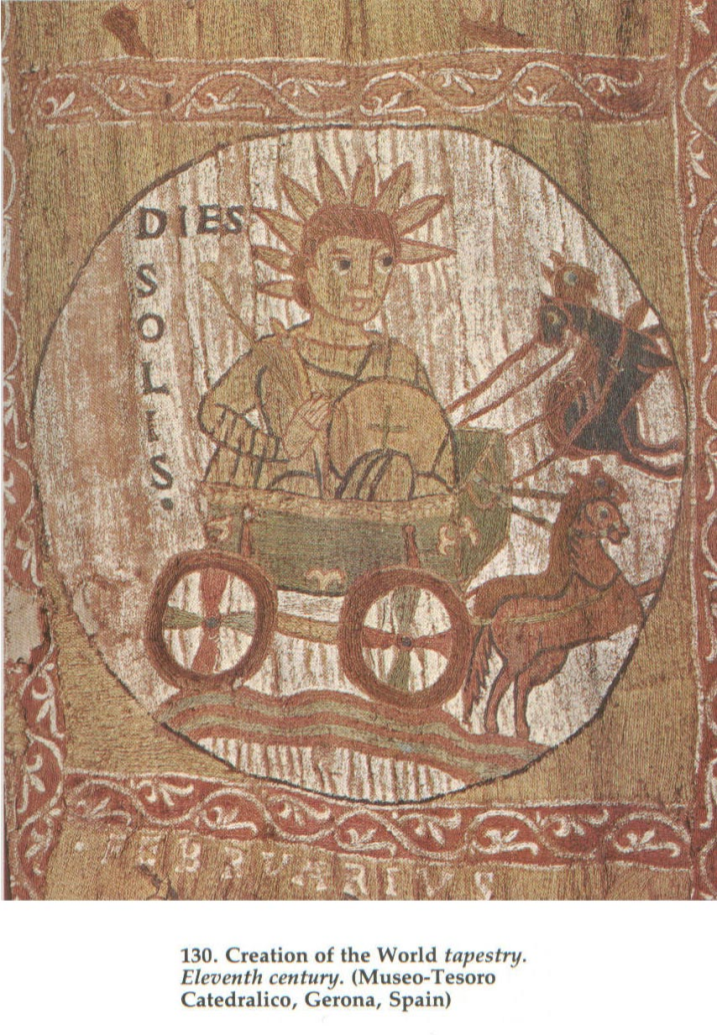 DIES
SOLIS.
FEBRVARIVS
130. Creation of the World tapestry.
Eleventh century. (Museo-Tesoro
Catedralico, Gerona, Spain)